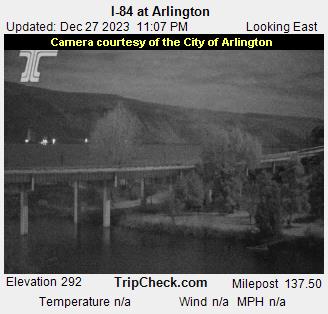 I-84 at Arlington
Updated: Dec 27 2023 11:07 PM Looking East
Camera courtesy of the City of Arlington
Elevation 292 TripCheck.com Milepost 137.50
Temperature n/a Wind n/a MPH n/a